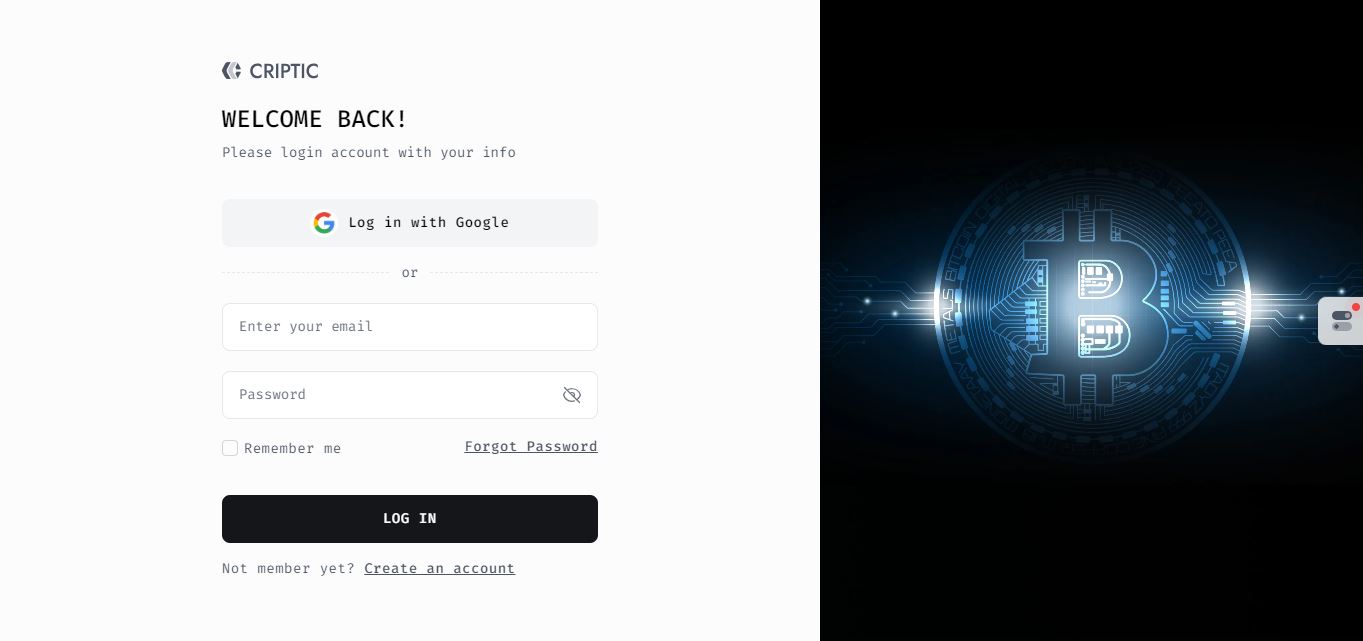 CRIPTIC
WELCOME BACK!
Please login account with your info
Log in with Google
or
Enter your email
Password
Remember me
Forgot Password
LOG IN
Not member yet? Create an account